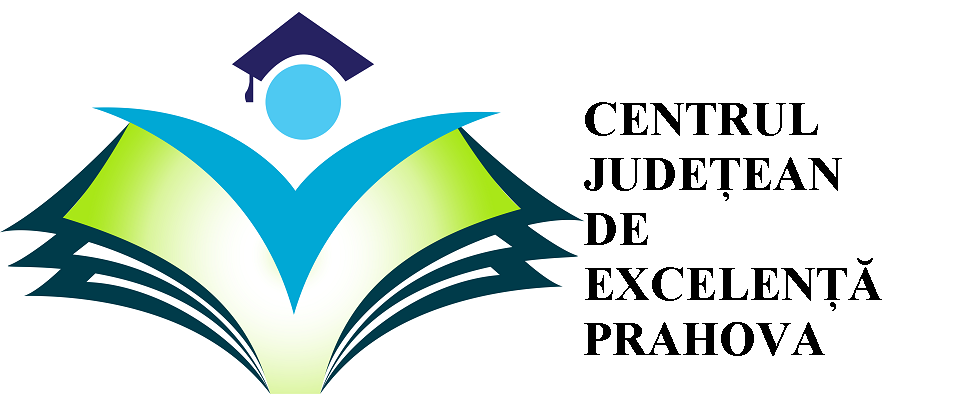 CENTRUL
JUDEȚEAN
DE
EXCELENȚĂ
PRAHOVA